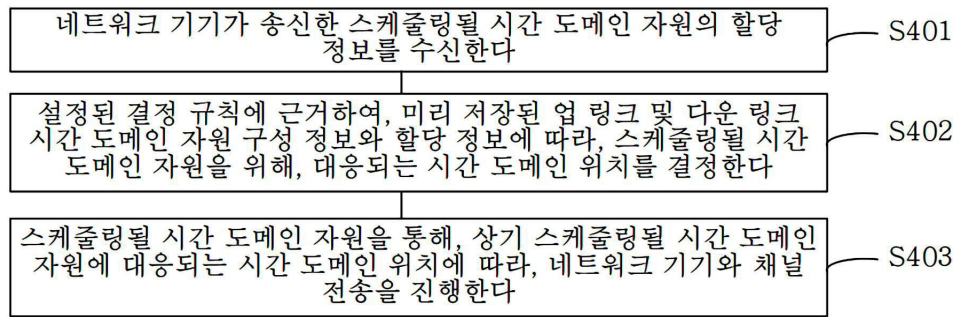 네트워크 기기가 송신한 스케줄링될 시간 도메인 자원의 할당
정보를 수신한다
S401
설정된 결정 규칙에 근거하여, 미리 저장된 업 링크 및 다운 링크
시간 도메인 자원 구성 정보와 할당 정보에 따라, 스케줄링될 시간
도메인 자원을 위해, 대응되는 시간 도메인 위치를 결정한다
S402
스케줄링될 시간 도메인 자원을 통해, 상기 스케줄링될 시간 도메인
자원에 대응되는 시간 도메인 위치에 따라, 네트워크 기기와 채널
전송을 진행한다
S403